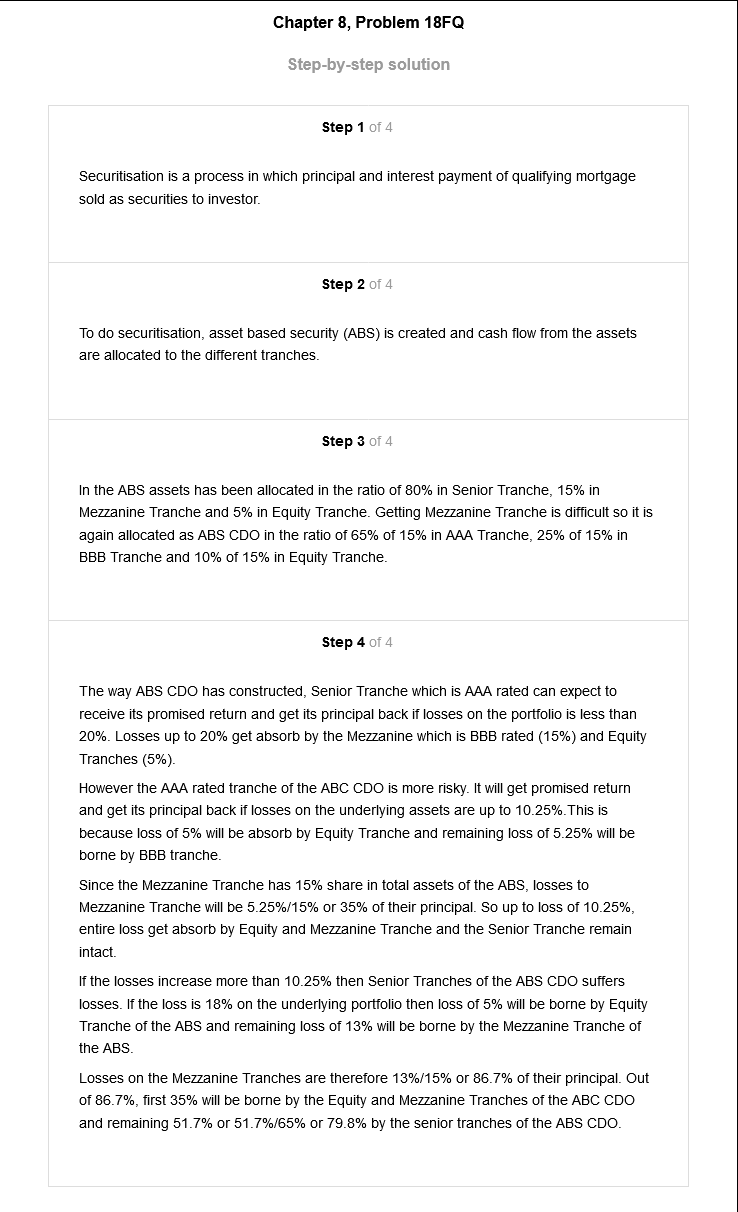 Chapter 8, Problem 18FQ
Step-by-step solution
Step 1 of 4
Securitisation is a process in which principal and interest payment of qualifying mortgage
sold as securities to investor.
Step 2 of 4
To do securitisation, asset based security (ABS) is created and cash flow from the assets
are allocated to the different tranches.
Step 3 of 4
In the ABS assets has been allocated in the ratio of 80% in Senior Tranche, 15% in
Mezzanine Tranche and 5% in Equity Tranche. Getting Mezzanine Tranche is difficult so it is
again allocated as ABS CDO in the ratio of 65% of 15% in AAA Tranche, 25% of 15% in
BBB Tranche and 10% of 15% in Equity Tranche.
Step 4 of 4
The way ABS CDO has constructed, Senior Tranche which is AAA rated can expect to
receive its promised return and get its principal back if losses on the portfolio is less than
20%. Losses up to 20% get absorb by the Mezzanine which is BBB rated (15%) and Equity
Tranches (5%).
However the AAA rated tranche of the ABC CDO is more risky. It will get promised return
and get its principal back if losses on the underlying assets are up to 10.25%.This is
because loss of 5% will be absorb by Equity Tranche and remaining loss of 5.25% will be
borne by BBB tranche.
Since the Mezzanine Tranche has 15% share in total assets of the ABS, losses to
Mezzanine Tranche will be 5.25%/15% or 35% of their principal. So up to loss of 10.25%,
entire loss get absorb by Equity and Mezzanine Tranche and the Senior Tranche remain
intact.
If the losses increase more than 10.25% then Senior Tranches of the ABS CDO suffers
losses. If the loss is 18% on the underlying portfolio then loss of 5% will be borne by Equity
Tranche of the ABS and remaining loss of 13% will be borne by the Mezzanine Tranche of
the ABS.
Losses on the Mezzanine Tranches are therefore 13%/15% or 86.7% of their principal. Out
of 86.7%, first 35% will be borne by the Equity and Mezzanine Tranches of the ABC CDO
and remaining 51.7% or 51.7%/65% or 79.8% by the senior tranches of the ABS CDO.